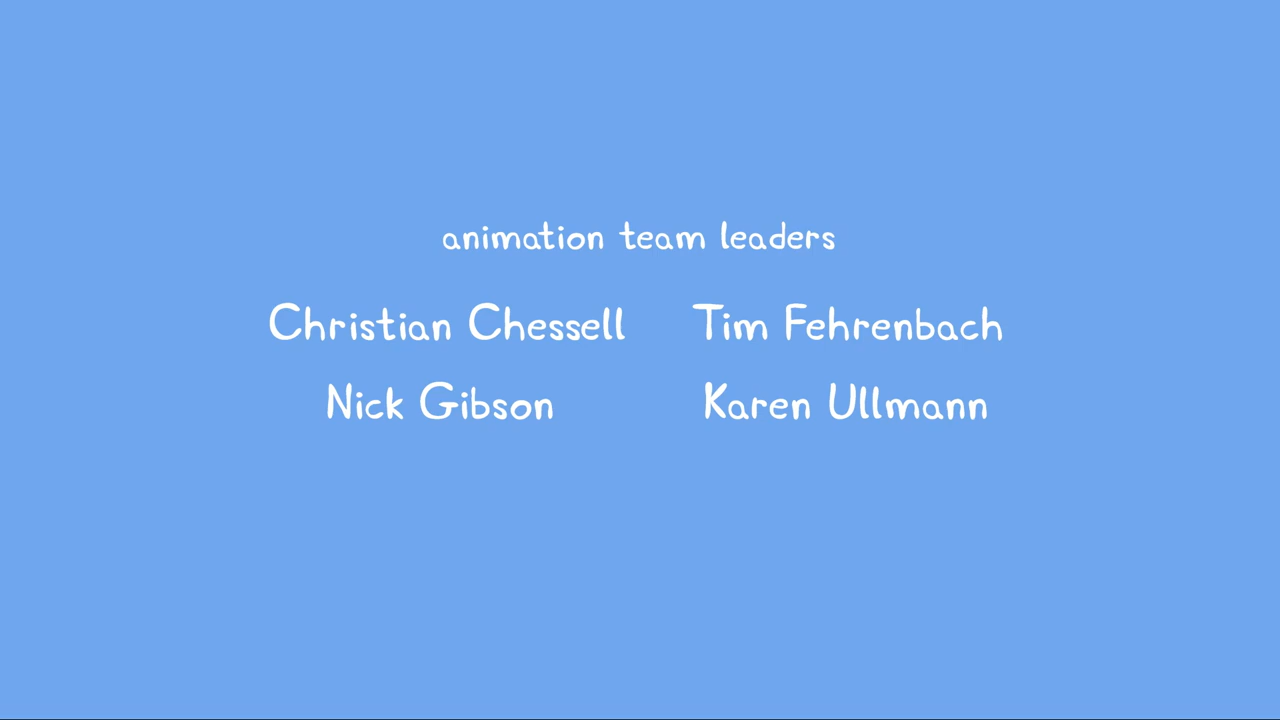 animation team leaders
Christian Chessell Tim Fehrenbach
Nick Gibson Karen Ullmann